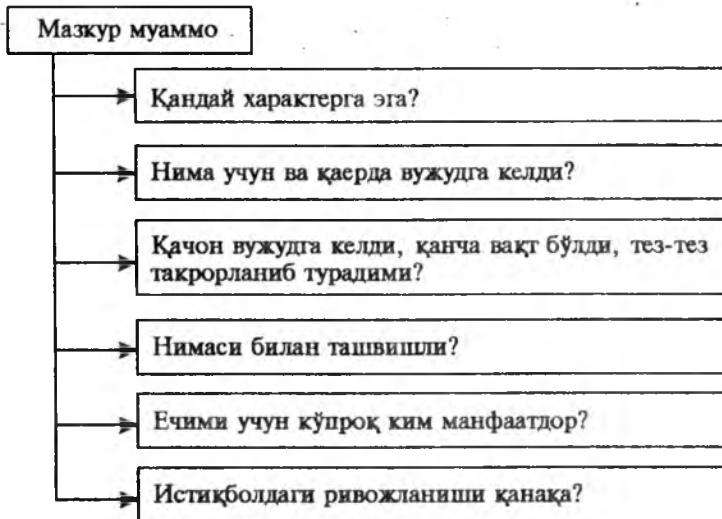 Мазкур муаммо
Қандай характерга эга?
Нима учун ва қаерда вужудга келди?
Қачон вужудга келди, қанча вақт бўлди, тез-тез
такрорланиб турадими?
Нимаси билан ташвишли?
Ечими учун кўпроқ ким манфаатдор?
Истиқболдаги ривожланиши қанақа?